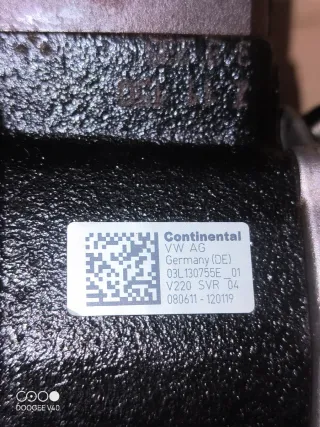 Continental
VW AG
Germany (DE)
03L130755E _01
V220 SVR 04
080611 - 120119
DOOGEE V40